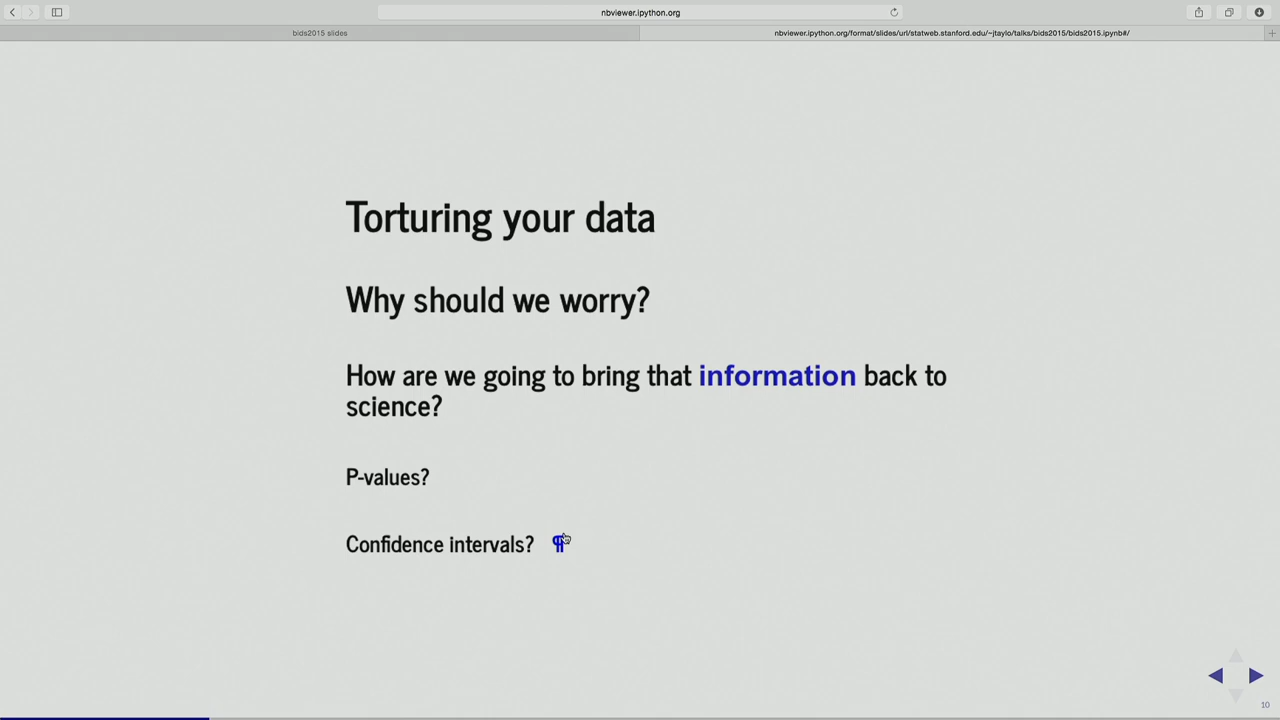 nbviewer.ipython.org
bids2015 slides
nbviewer.ipython.org/format/slides/url/statweb.stanford.edu/~jtaylo/talks/bids2015/bids2015.ipynb#/
Torturing your data
Why should we worry?
How are we going to bring that information back to
science?
P-values?
Confidence intervals? ¶
10